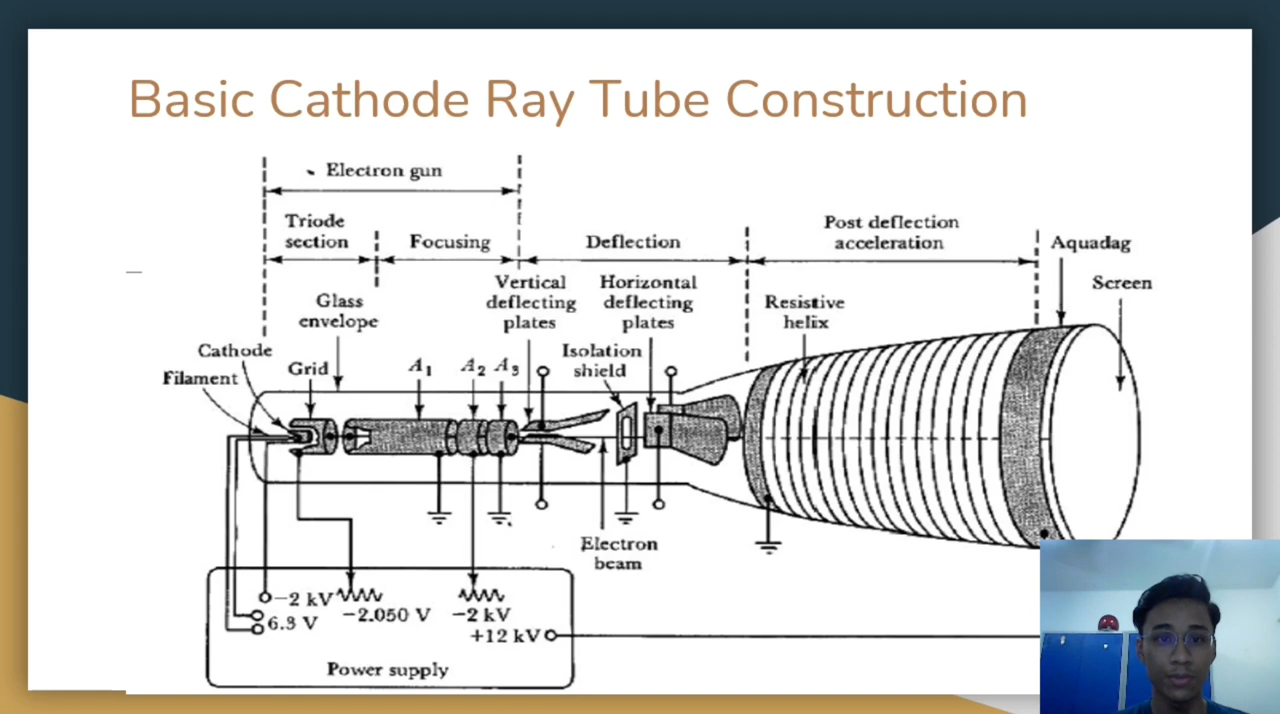 Basic Cathode Ray Tube Construction
Electron gun
Triode
section
Focusing
Deflection
Post deflection
acceleration
Aquadag
Screen
Glass
envelope
Vertical
deflecting
plates
Horizontal
deflecting
plates
Resistive
helix
Cathode
Filament
Grid
A1
A2
A3
Isolation
shield
Electron
beam
-2 kV
6.3 V
-2.050 V
-2 kV
+12 kV
Power supply